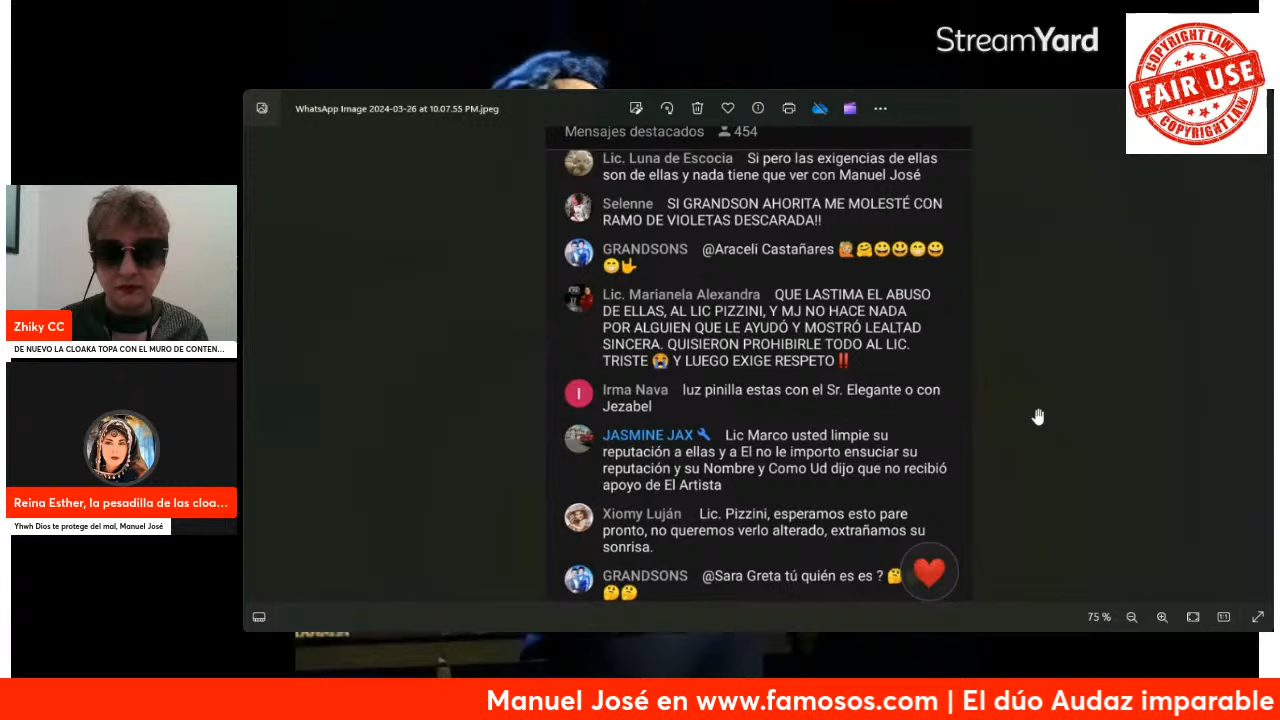 StreamYard
COPYRIGHT LAW
FAIR USE
COPYRIGHT LAW
WhatsApp Image 2024-03-26 at 10.07.55 PM.jpeg
Mensajes destacados 454
Lic. Luna de Escocia Si pero las exigencias de ellas
son de ellas y nada tiene que ver con Manuel José
Selenne SI GRANDSON AHORITA ME MOLESTÉ CON
RAMO DE VIOLETAS DESCARADA!!
GRANDSONS @Araceli Castañares 🙋🏼🤗😀😃😁😀
😁🤟
Lic. Marianela Alexandra QUE LASTIMA EL ABUSO
DE ELLAS, AL LIC PIZZINI, Y MJ NO HACE NADA
POR ALGUIEN QUE LE AYUDÓ Y MOSTRÓ LEALTAD
SINCERA. QUISIERON PROHIBIRLE TODO AL LIC.
TRISTE 😭 Y LUEGO EXIGE RESPETO‼️
I
Irma Nava luz pinilla estas con el Sr. Elegante o con
Jezabel
JASMINE JAX Lic Marco usted limpie su
reputación a ellas y a El no le importo ensuciar su
reputación y su Nombre y Como Ud dijo que no recibió
apoyo de El Artista
Xiomy Luján Lic. Pizzini, esperamos esto pare
pronto, no queremos verlo alterado, extrañamos su
sonrisa.
GRANDSONS @Sara Greta tú quién es es ? 🤔
🤔🤔
75 %
Zhiky CC
DE NUEVO LA CLOAKA TOPA CON EL MURO DE CONTEN...
Reina Esther, la pesadilla de las cloa...
Yhwh Dios te protege del mal, Manuel José
Manuel José en www.famosos.com | El dúo Audaz imparable